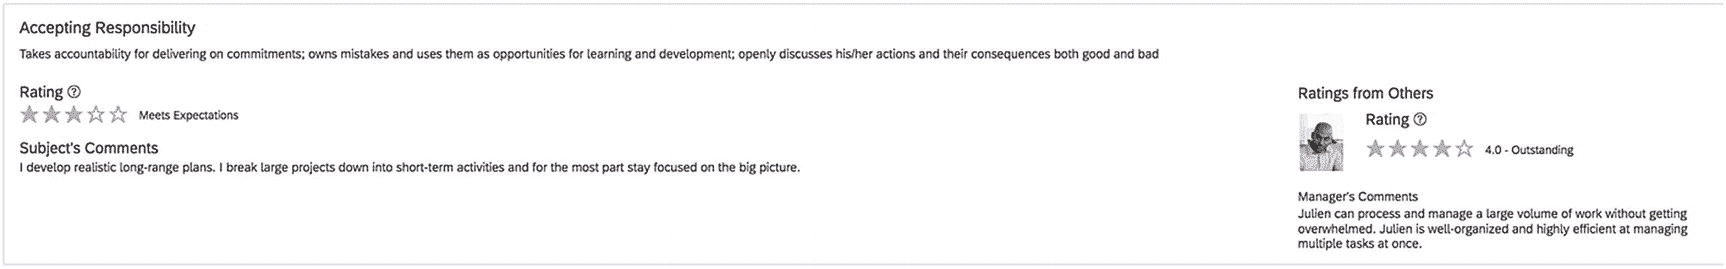 Accepting Responsibility
Takes accountability for delivering on commitments; owns mistakes and uses them as opportunities for learning and development; openly discusses his/her actions and their consequences both good and bad
Rating ?
Meets Expectations
Subject's Comments
I develop realistic long-range plans. I break large projects down into short-term activities and for the most part stay focused on the big picture.
Ratings from Others
Rating ?
4.0 - Outstanding
Manager's Comments
Julien can process and manage a large volume of work without getting
overwhelmed. Julien is well-organized and highly efficient at managing
multiple tasks at once.